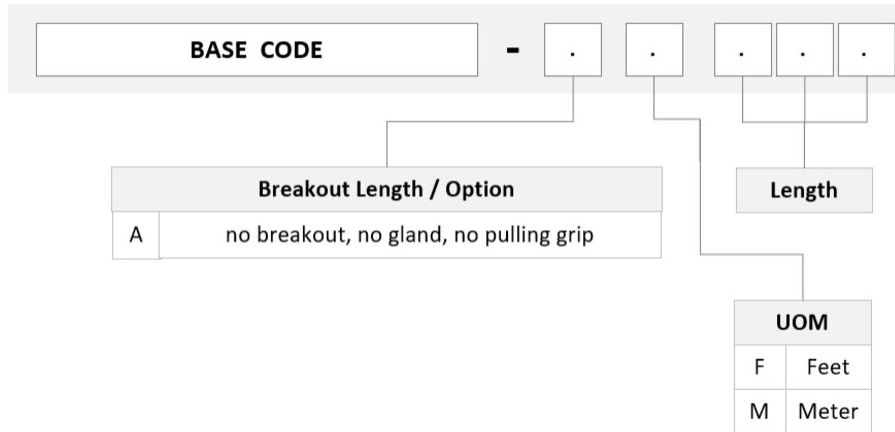 BASE CODE - . . . . .
Breakout Length / Option
A no breakout, no gland, no pulling grip
Length
UOM
F Feet
M Meter